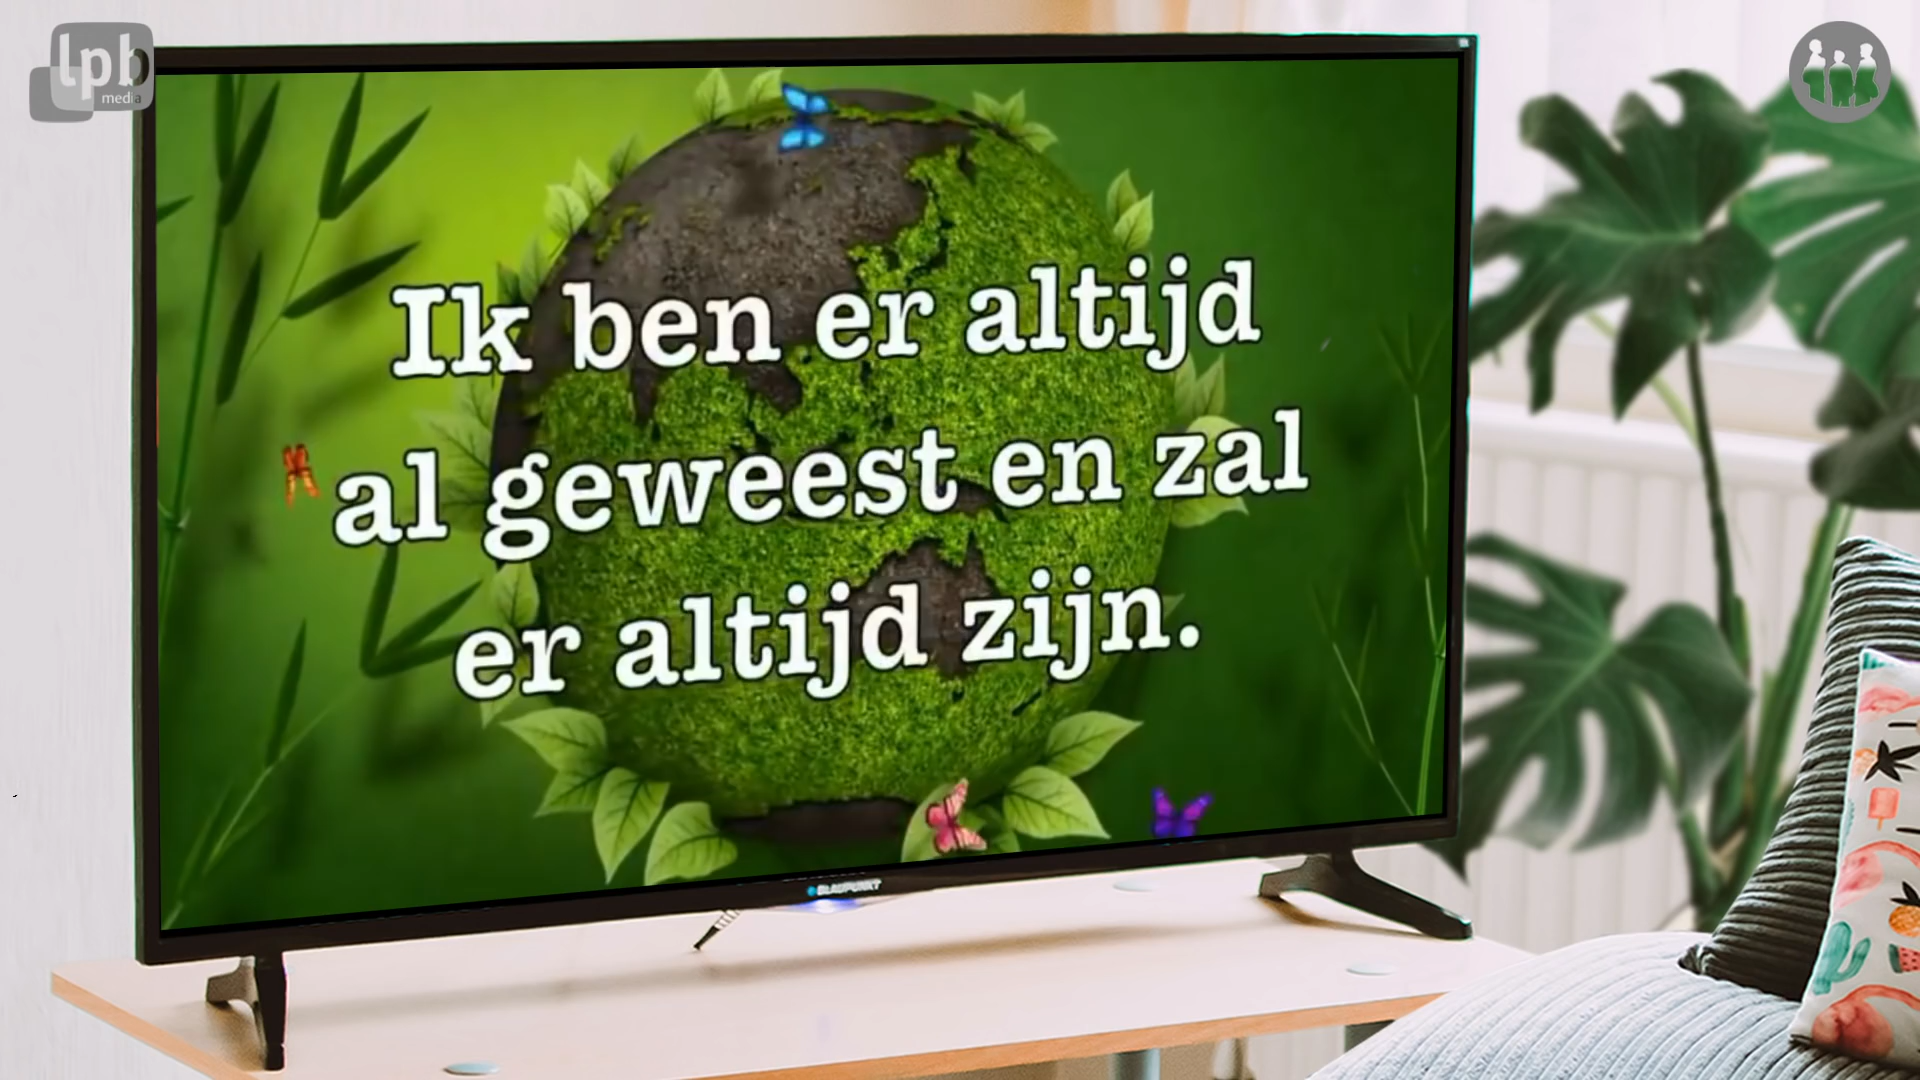 lpb
media
Ik ben er altijd
al geweest en zal
er altijd zijn.
BLAUPUNKT